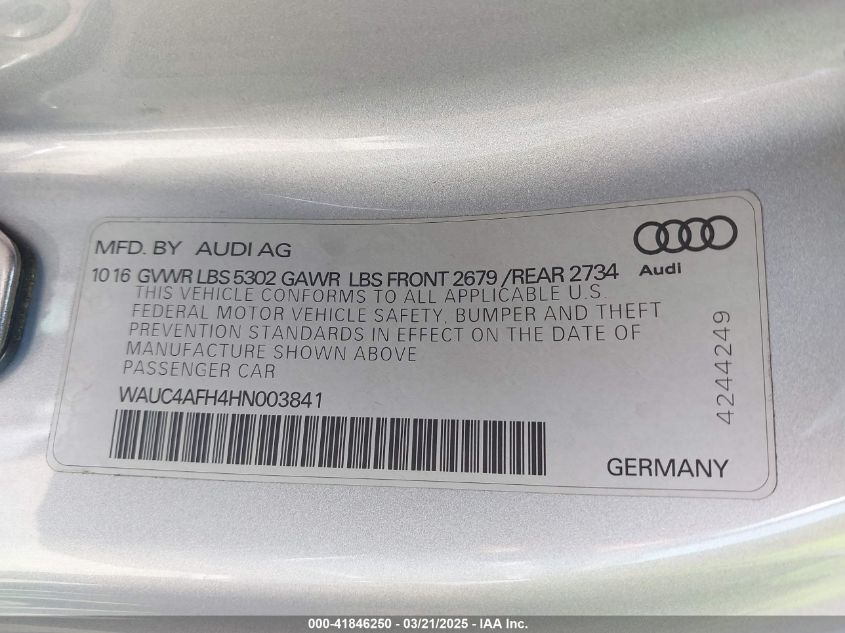 MFD. BY AUDI AG
Audi
10 16 GVWR LBS 5302 GAWR LBS FRONT 2679 /REAR 2734
THIS VEHICLE CONFORMS TO ALL APPLICABLE U.S.
FEDERAL MOTOR VEHICLE SAFETY, BUMPER AND THEFT
PREVENTION STANDARDS IN EFFECT ON THE DATE OF
MANUFACTURE SHOWN ABOVE
PASSENGER CAR
WAUC4AFH4HN003841
4244249
GERMANY
000-41846250 - 03/21/2025 - IAA Inc.